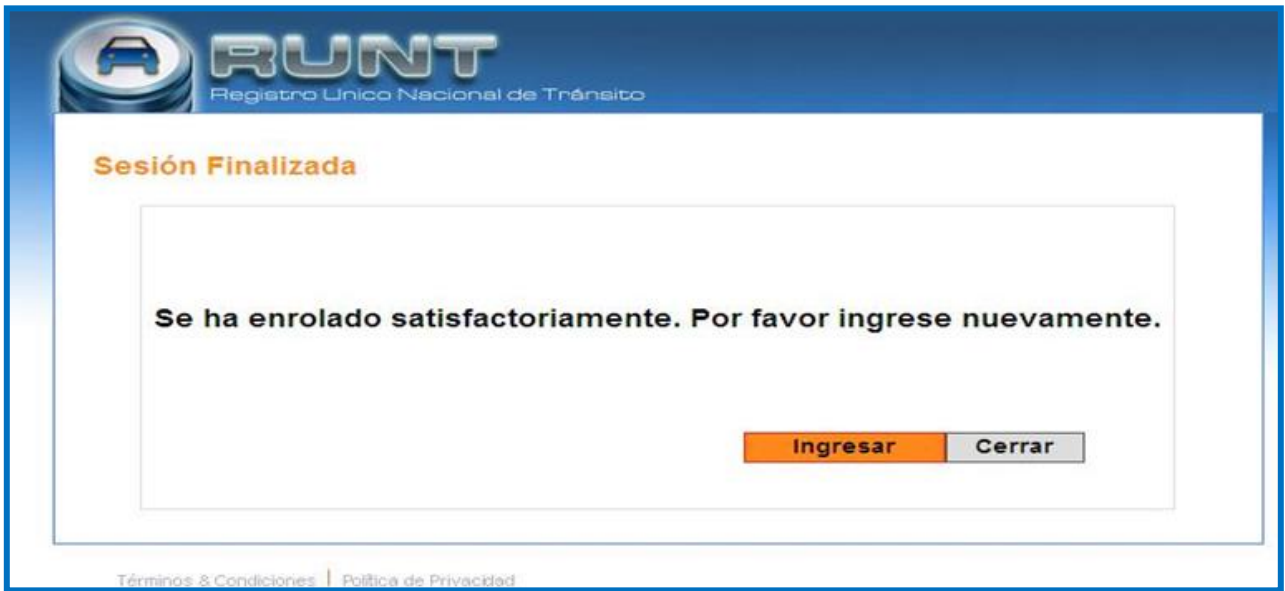 RUNT
Registro Unico Nacional de Tránsito
Sesión Finalizada
Se ha enrolado satisfactoriamente. Por favor ingrese nuevamente.
Ingresar Cerrar
Términos & Condiciones | Política de Privacidad